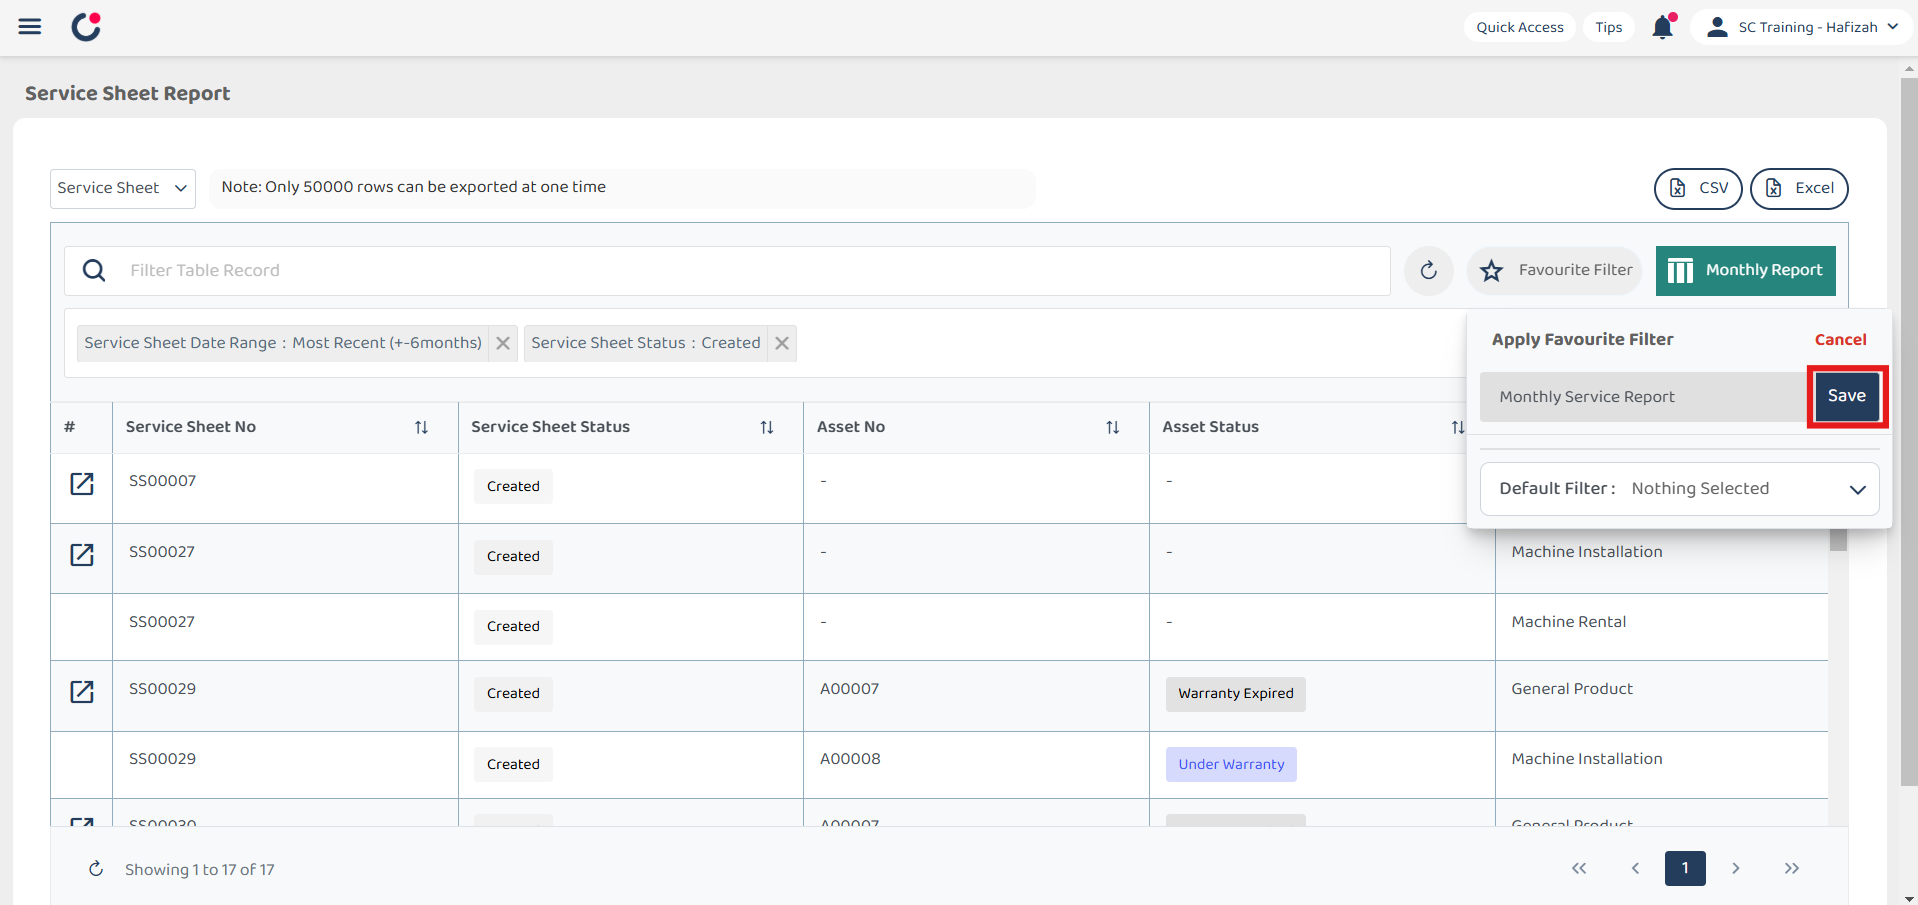 Quick Access Tips SC Training - Hafizah
Service Sheet Report
Service Sheet Note: Only 50000 rows can be exported at one time CSV Excel
Filter Table Record Favourite Filter Monthly Report
Service Sheet Date Range : Most Recent (+-6months) Service Sheet Status : Created
Apply Favourite Filter Cancel
Monthly Service Report Save
Default Filter : Nothing Selected
# Service Sheet No Service Sheet Status Asset No Asset Status
SS00007 Created - -
SS00027 Created - - Machine Installation
SS00027 Created - - Machine Rental
SS00029 Created A00007 Warranty Expired General Product
SS00029 Created A00008 Under Warranty Machine Installation
SS00030 A00007 General Product
Showing 1 to 17 of 17 << < 1 > >>